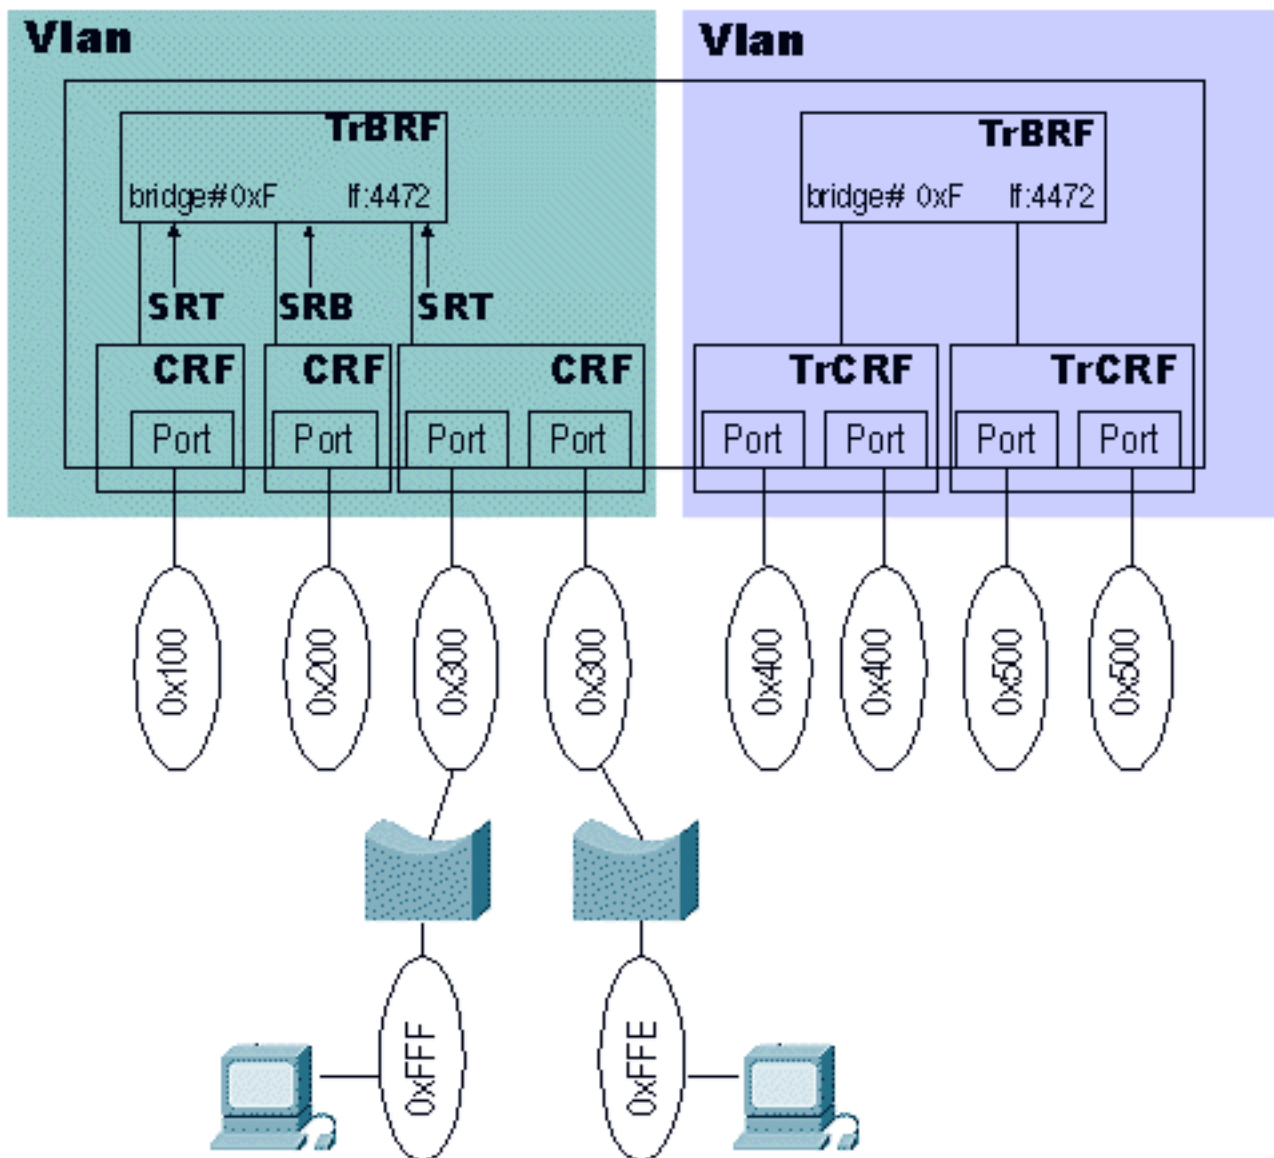 Vlan
Vlan
TrBRF
TrBRF
bridge# 0xF lf:4472
bridge# 0xF lf:4472
SRT SRB SRT
CRF CRF CRF TrCRF TrCRF
Port Port Port Port Port Port Port Port
0x100 0x200 0x300 0x300 0x400 0x400 0x500 0x500
0xFFF 0xFFE